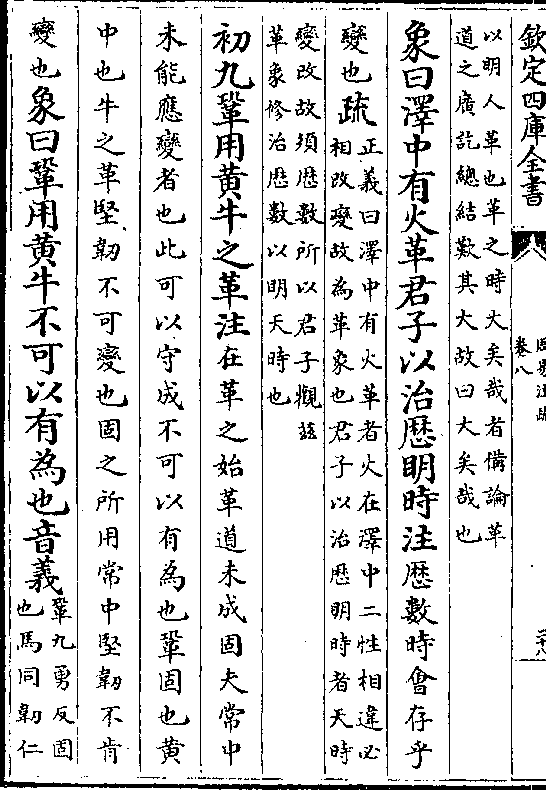 欽定四庫全書
卷八
以明人革也革之時大矣哉者備論革
道之廣訖總結歎其大故曰大矣哉也
象曰澤中有火革君子以治歴明時注歴數時會存乎
變也疏
正義曰澤中有火革者火在澤中二性相違必
相改變故為革象也君子以治歴明時者天時
變改故須歴數所以君子觀兹
革象修治歴數以明天時也
初九鞏用黄牛之革注在革之始革道未成固夫常中
未能應變者也此可以守成不可以有為也鞏固也黄
中也牛之革堅韌不可變也固之所用常中堅韌不肯
變也象曰鞏用黄牛不可以有為也音義
鞏九勇反固
也馬同韌仁